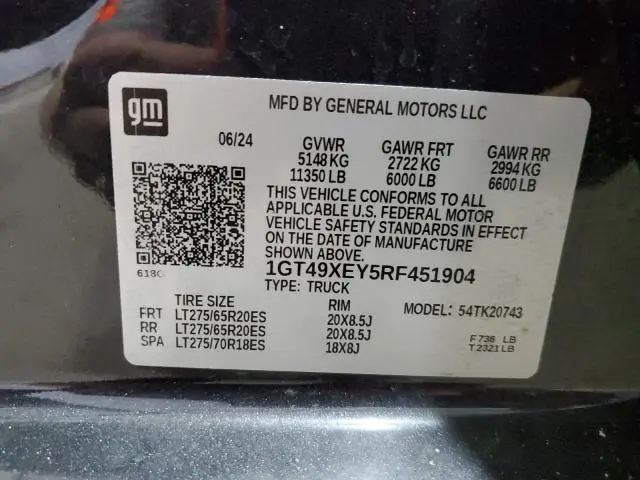 gm
MFD BY GENERAL MOTORS LLC
06/24 GVWR GAWR FRT GAWR RR
5148 KG 2722 KG 2994 KG
11350 LB 6000 LB 6600 LB
THIS VEHICLE CONFORMS TO ALL
APPLICABLE U.S. FEDERAL MOTOR
VEHICLE SAFETY STANDARDS IN EFFECT
ON THE DATE OF MANUFACTURE
SHOWN ABOVE.
618C
1GT49XEY5RF451904
TYPE: TRUCK
TIRE SIZE RIM MODEL: 54TK20743
FRT LT275/65R20ES 20X8.5J
RR LT275/65R20ES 20X8.5J F736 LB
SPA LT275/70R18ES 18X8J T2321LB